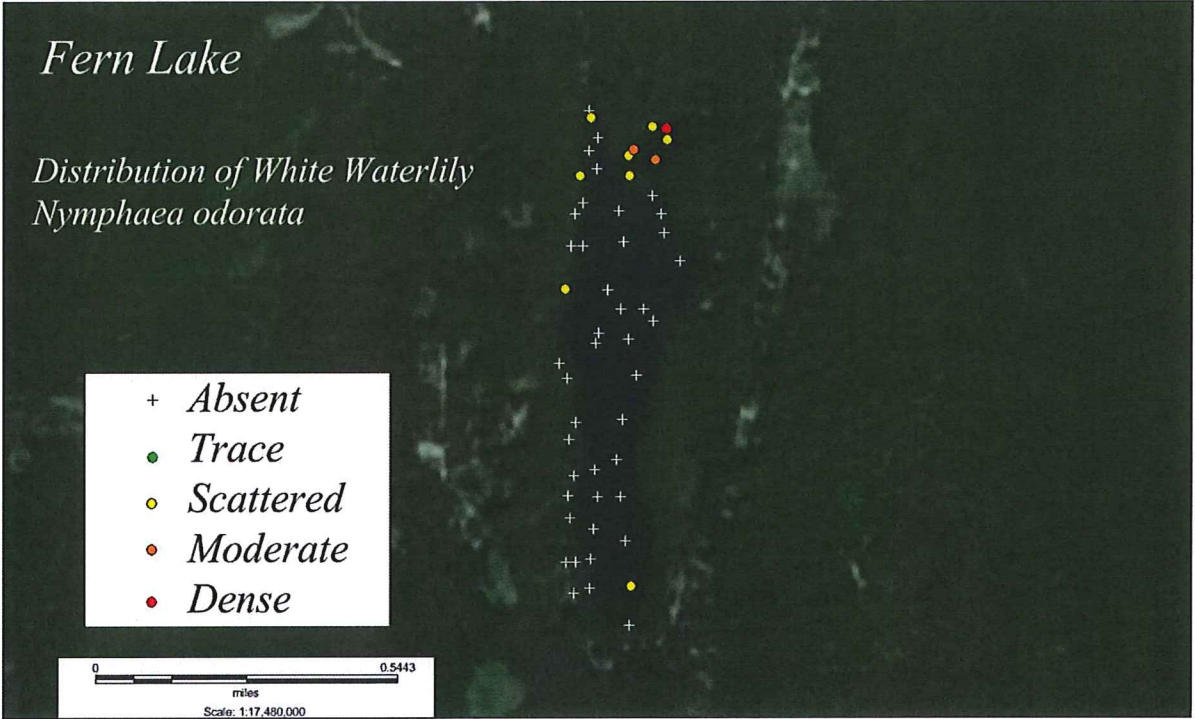 Fern Lake
Distribution of White Waterlily
Nymphaea odorata
Absent
Trace
Scattered
Moderate
Dense
0 0.5443
miles
Scale: 1:17,480,000